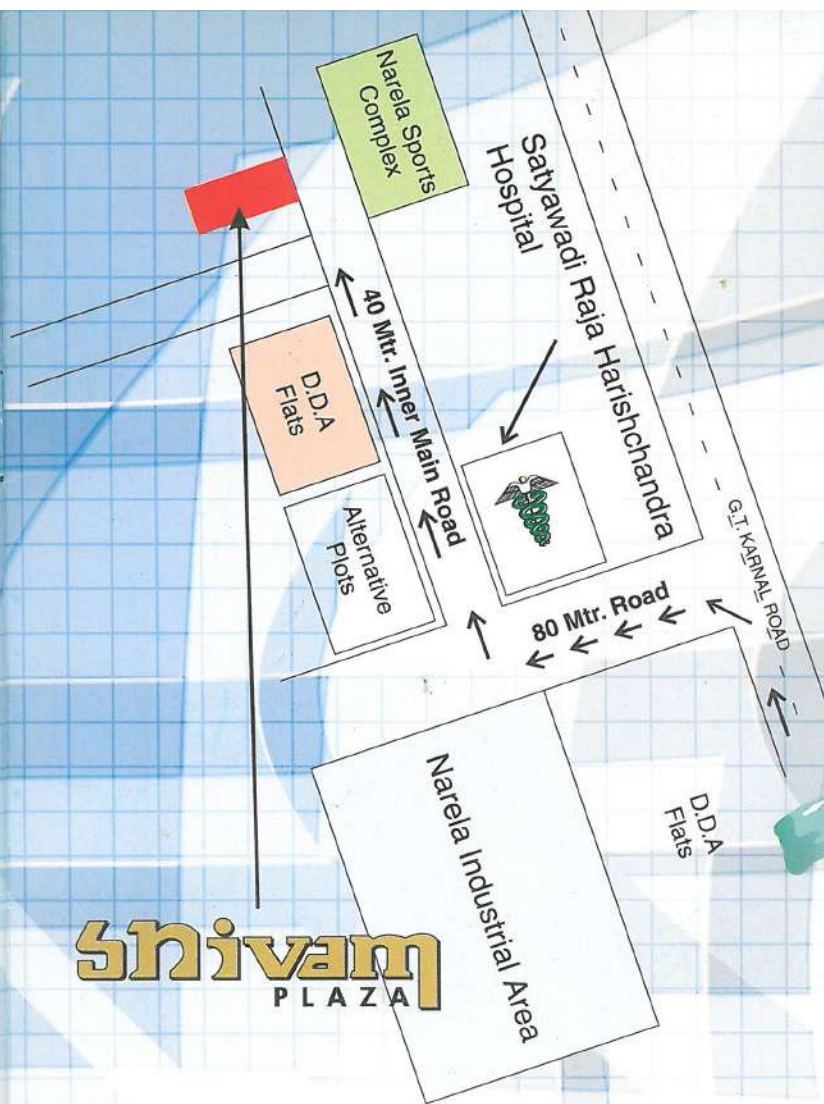 Narela Sports
Complex
Satyawadi Raja Harishchandra
Hospital
40 Mtr. Inner Main Road
D.D.A
Flats
Alternative
Plots
G.T. KARNAL ROAD
80 Mtr. Road
D.D.A
Flats
Narela Industrial Area
Shivam
PLAZA